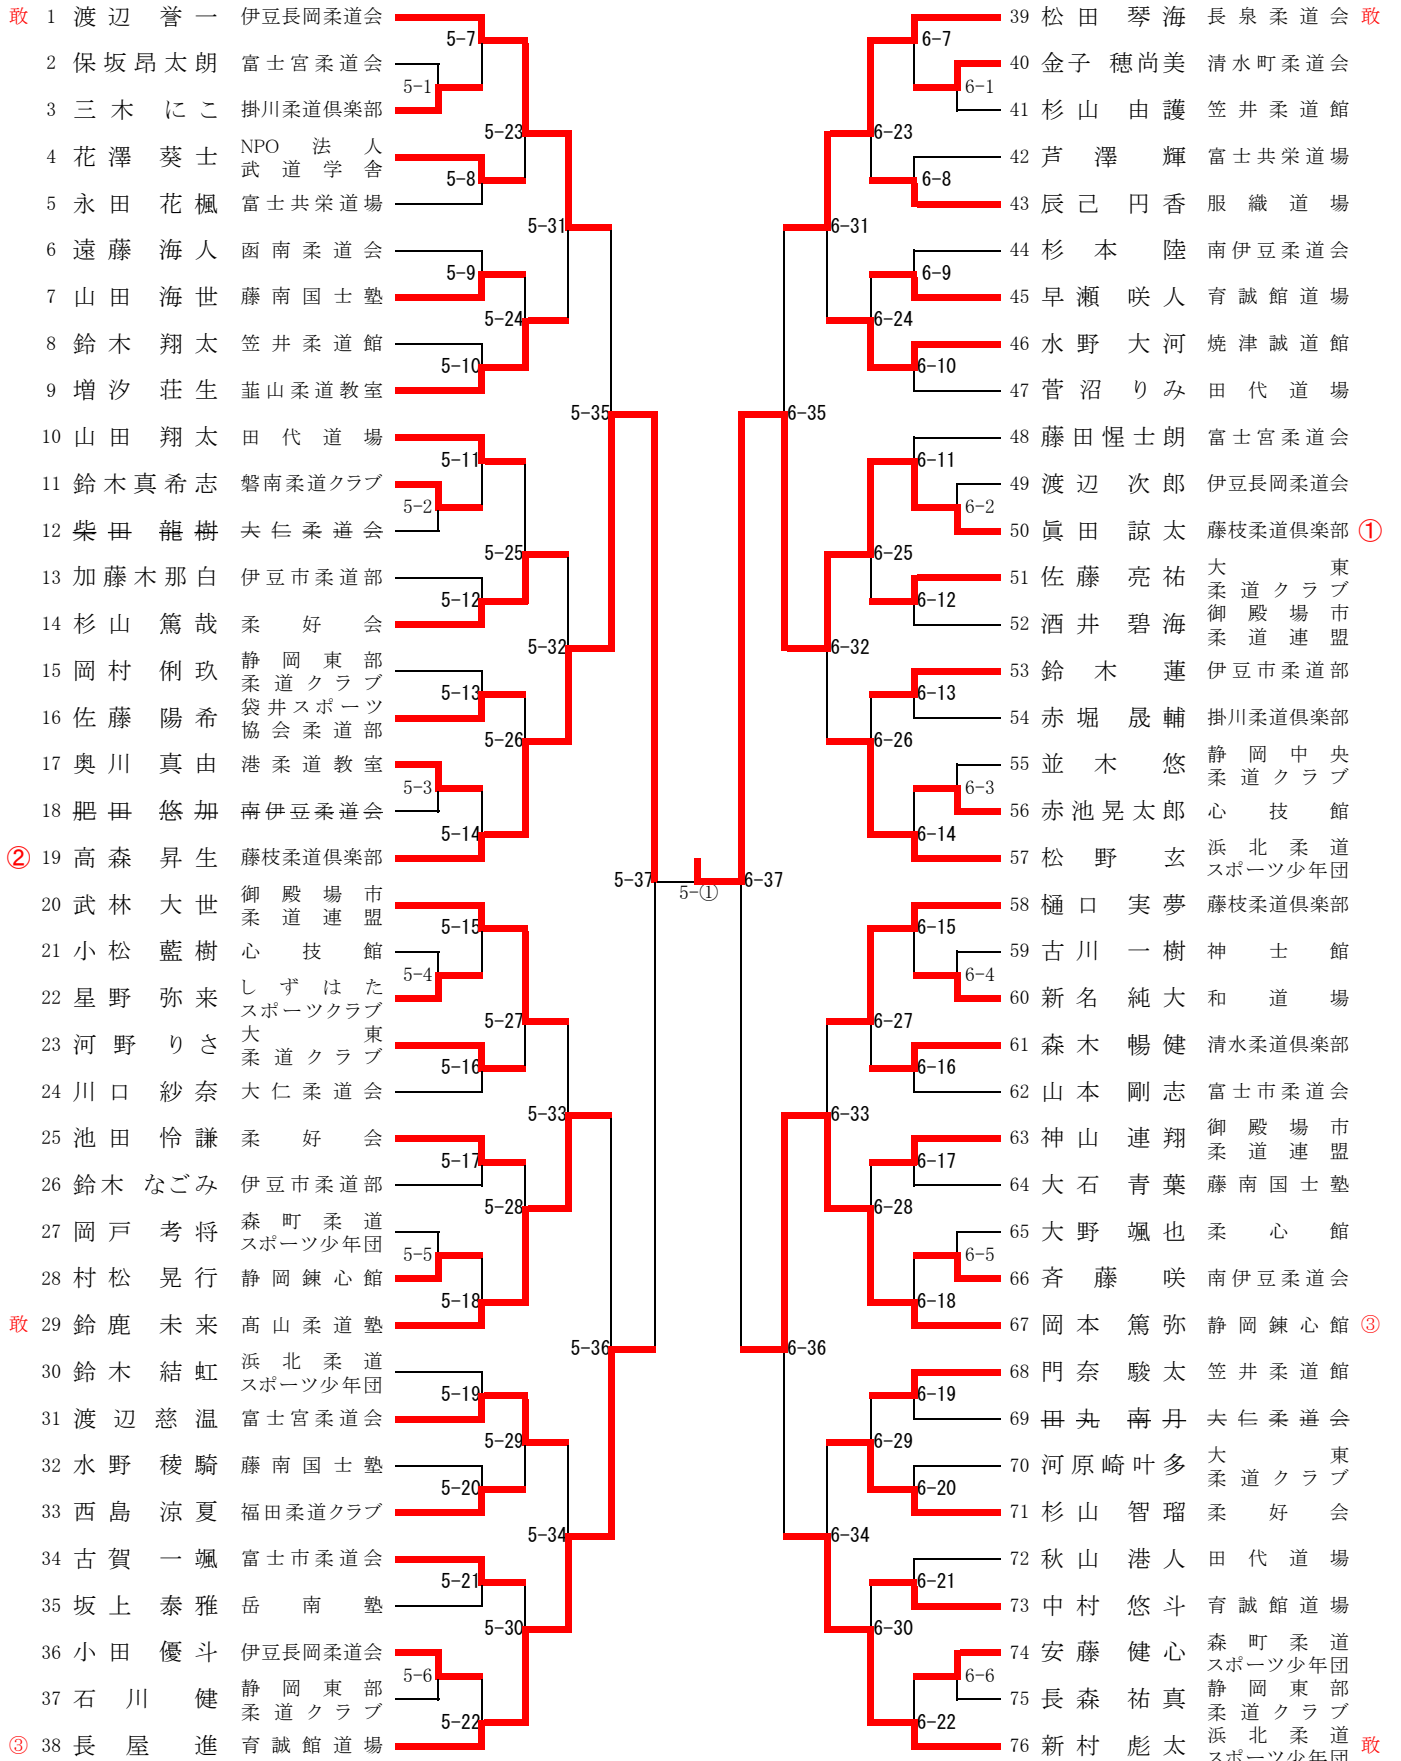 敢 1 渡辺 誉一 伊豆長岡柔道会
2 保坂昂太朗 富士宮柔道会
3 三木 にこ 掛川柔道倶楽部
4 花澤 葵士 NPO法人
武道学舎
5 永田 花楓 富士共栄道場
6 遠藤 海人 函南柔道会
7 山田 海世 藤南国士塾
8 鈴木 翔太 笠井柔道館
9 増汐 荘生 韮山柔道教室
10 山田 翔太 田代道場
11 鈴木真希志 磐南柔道クラブ
12 柴田 龍樹 大仁柔道会
13 加藤木那白 伊豆市柔道部
14 杉山 篤哉 柔好会
15 岡村 俐玖 静岡東部
柔道クラブ
16 佐藤 陽希 袋井スポーツ
協会柔道部
17 奥川 真由 港柔道教室
18 肥田 悠加 南伊豆柔道会
② 19 高森 昇生 藤枝柔道倶楽部
20 武林 大世 御殿場市
柔道連盟
21 小松 藍樹 心技館
22 星野 弥来 しずはた
スポーツクラブ
23 河野 りさ 大東
柔道クラブ
24 川口 紗奈 大仁柔道会
25 池田 怜謙 柔好会
26 鈴木 なごみ 伊豆市柔道部
27 岡戸 考将 森町柔道
スポーツ少年団
28 村松 晃行 静岡錬心館
敢 29 鈴鹿 未来 髙山柔道塾
30 鈴木 結虹 浜北柔道
スポーツ少年団
31 渡辺 慈温 富士宮柔道会
32 水野 稜騎 藤南国士塾
33 西島 涼夏 福田柔道クラブ
34 古賀 一颯 富士市柔道会
35 坂上 泰雅 岳南塾
36 小田 優斗 伊豆長岡柔道会
37 石川 健 静岡東部
柔道クラブ
③ 38 長屋 進 育誠館道場
5-1
5-2
5-3
5-4
5-5
5-6
5-7
5-8
5-9
5-10
5-11
5-12
5-13
5-14
5-15
5-16
5-17
5-18
5-19
5-20
5-21
5-22
5-23
5-24
5-25
5-26
5-27
5-28
5-29
5-30
5-31
5-32
5-33
5-34
5-35
5-36
5-37
5-①
6-37
6-35
6-36
6-31
6-32
6-33
6-34
6-23
6-24
6-25
6-26
6-27
6-28
6-29
6-30
6-7
6-8
6-9
6-10
6-11
6-12
6-13
6-14
6-15
6-16
6-17
6-18
6-19
6-20
6-21
6-22
6-1
6-2
6-3
6-4
6-5
6-6
39 松田 琴海 長泉柔道会 敢
40 金子 穂尚美 清水町柔道会
41 杉山 由護 笠井柔道館
42 芦澤 輝 富士共栄道場
43 辰己 円香 服織道場
44 杉本 陸 南伊豆柔道会
45 早瀬 咲人 育誠館道場
46 水野 大河 焼津誠道館
47 菅沼 りみ 田代道場
48 藤田惺士朗 富士宮柔道会
49 渡辺 次郎 伊豆長岡柔道会
50 眞田 諒太 藤枝柔道倶楽部 ①
51 佐藤 亮祐 大東
柔道クラブ
52 酒井 碧海 御殿場市
柔道連盟
53 鈴木 蓮 伊豆市柔道部
54 赤堀 晟輔 掛川柔道倶楽部
55 並木 悠 静岡中央
柔道クラブ
56 赤池晃太郎 心技館
57 松野 玄 浜北柔道
スポーツ少年団
58 樋口 実夢 藤枝柔道倶楽部
59 古川 一樹 神士館
60 新名 純大 和道場
61 森木 暢健 清水柔道倶楽部
62 山本 剛志 富士市柔道会
63 神山 連翔 御殿場市
柔道連盟
64 大石 青葉 藤南国士塾
65 大野 颯也 柔心館
66 斉藤 咲 南伊豆柔道会
67 岡本 篤弥 静岡錬心館 ③
68 門奈 駿太 笠井柔道館
69 田丸 南月 大仁柔道会
70 河原崎叶多 大東
柔道クラブ
71 杉山 智瑠 柔好会
72 秋山 港人 田代道場
73 中村 悠斗 育誠館道場
74 安藤 健心 森町柔道
スポーツ少年団
75 長森 祐真 静岡東部
柔道クラブ
76 新村 彪太 浜北柔道 敢
スポーツ少年団